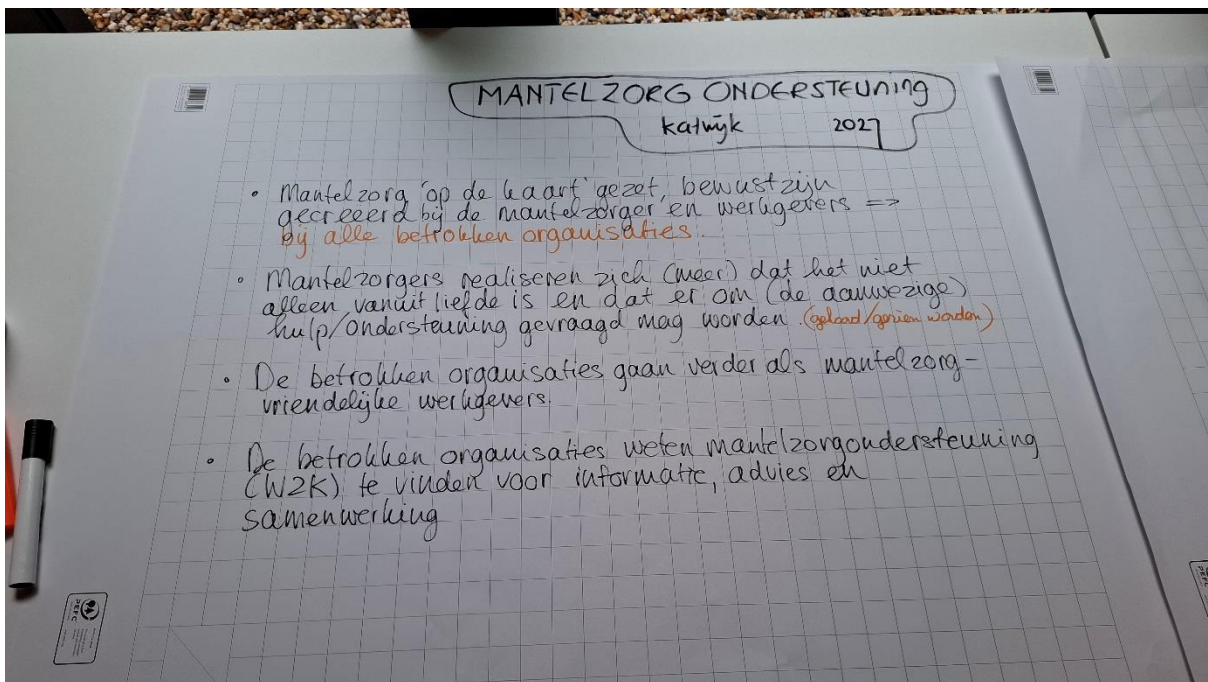 MANTELZORG ONDERSTEUNING
Katwijk 2027
• Mantelzorg 'op de kaart' gezet, bewustzijn
gecreeerd bij de mantelzorger en werkgevers =>
bij alle betrokken organisaties.
• Mantelzorgers realiseren zich (meer) dat het niet
alleen vanuit liefde is en dat er om (de aanwezige)
hulp/ondersteuning gevraagd mag worden. (gehoord/gezien worden)
• De betrokken organisaties gaan verder als mantelzorg-
vriendelijke werkgevers.
• De betrokken organisaties weten mantelzorgondersteuning
(W2K) te vinden voor informatie, advies en
samenwerking
PEFC